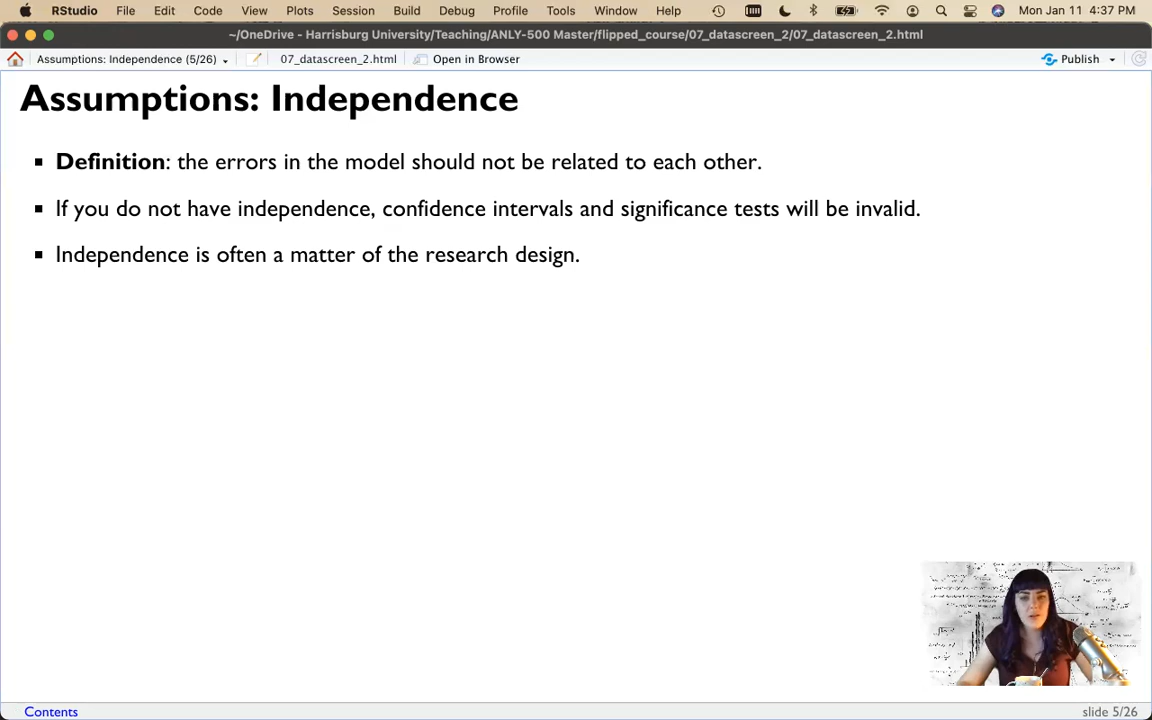 RStudio File Edit Code View Plots Session Build Debug Profile Tools Window Help Mon Jan 11 4:37 PM
~/OneDrive - Harrisburg University/Teaching/ANLY-500 Master/flipped_course/07_datascreen_2/07_datascreen_2.html
Assumptions: Independence (5/26) 07_datascreen_2.html Open in Browser Publish
Assumptions: Independence
▪ Definition: the errors in the model should not be related to each other.
▪ If you do not have independence, confidence intervals and significance tests will be invalid.
▪ Independence is often a matter of the research design.
Contents slide 5/26